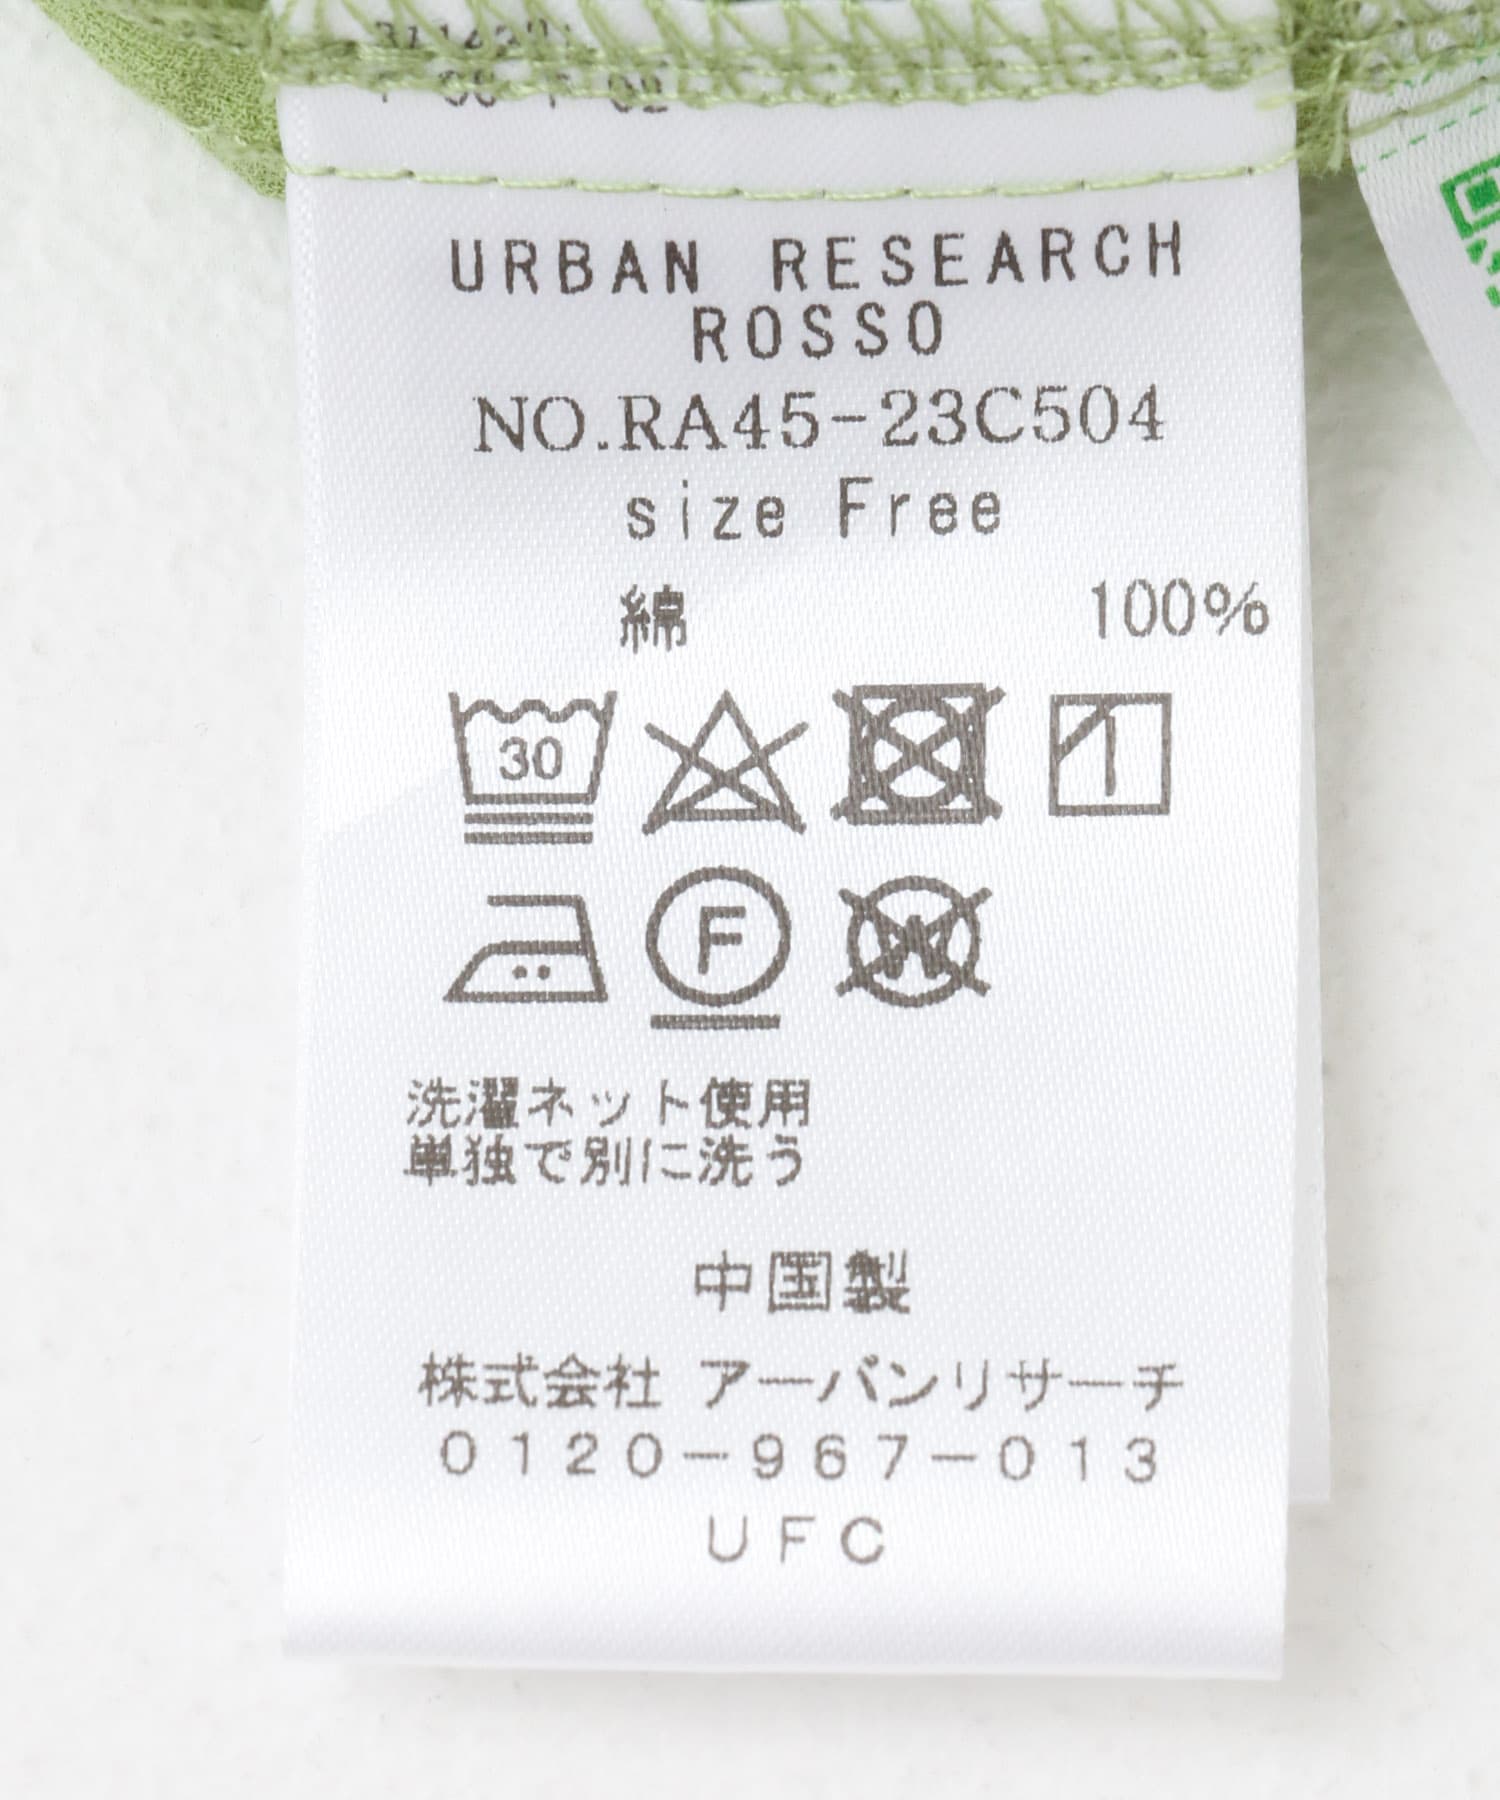 URBAN RESEARCH
ROSSO
NO.RA45-23C504
size Free
綿 100%
30
F W
洗濯ネット使用
単独で別に洗う
中国製
株式会社 アーバンリサーチ
0120-967-013
UFC